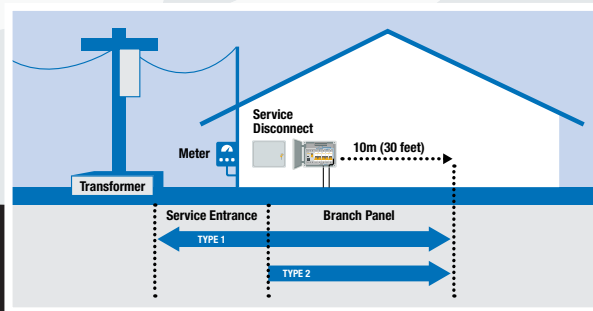 Service
Disconnect
Meter
10m (30 feet)
Transformer
Service Entrance
Branch Panel
TYPE 1
TYPE 2